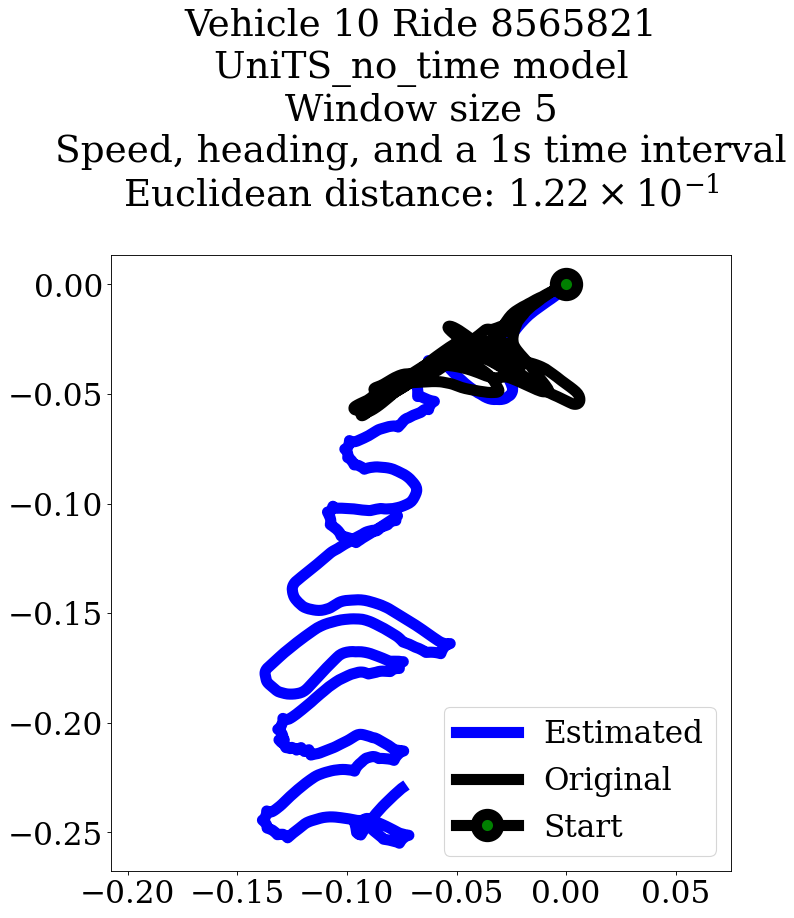 Vehicle 10 Ride 8565821
UniTS_no_time model
Window size 5
Speed, heading, and a 1s time interval
Euclidean distance: 1.22 × 10⁻¹
0.00
−0.05
−0.10
−0.15
−0.20
−0.25
Estimated
Original
Start
−0.20 −0.15 −0.10 −0.05 0.00 0.05